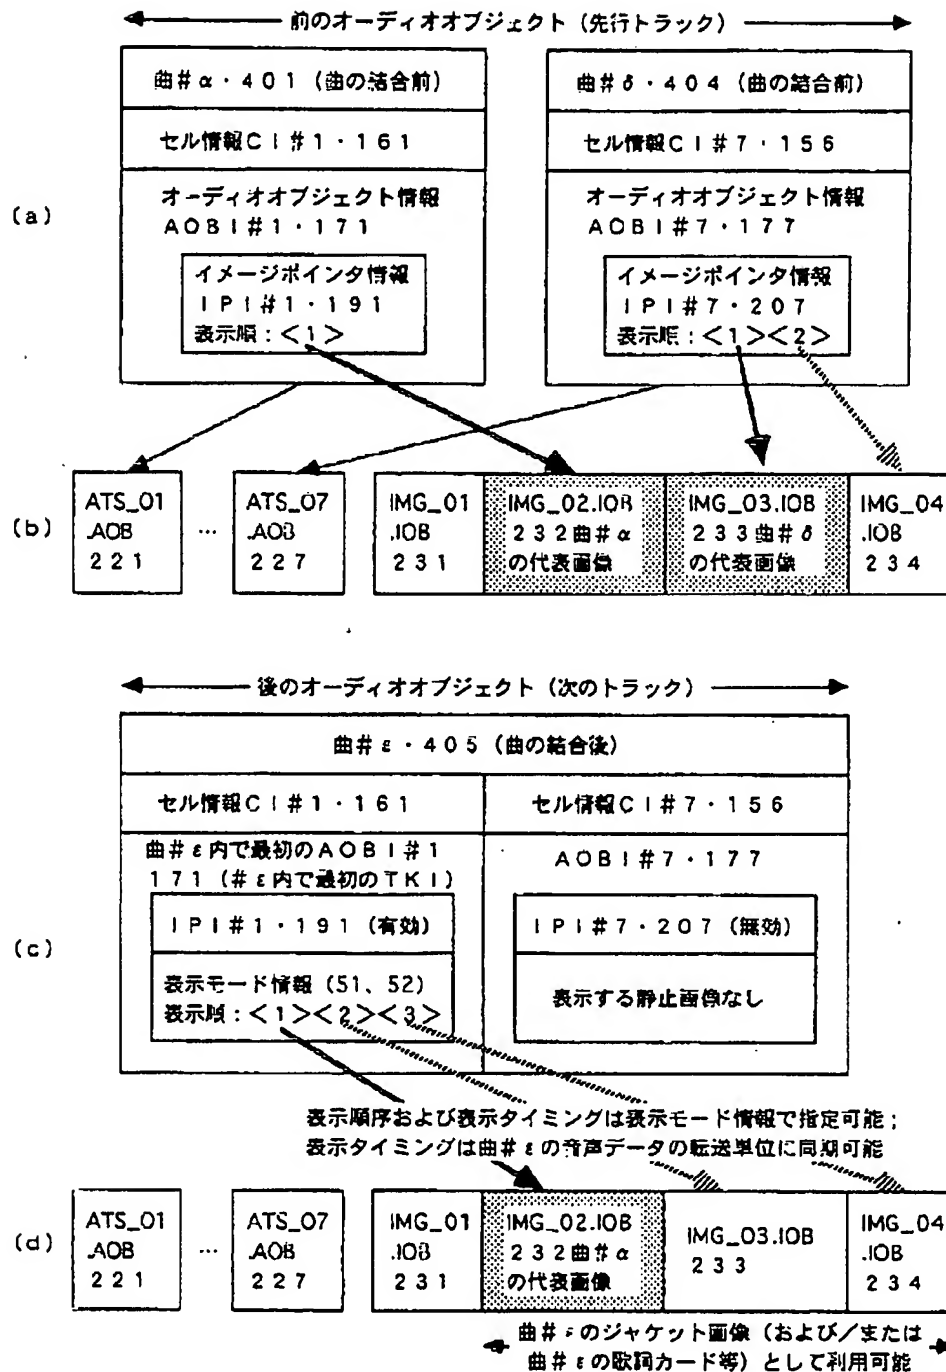 前のオーディオオブジェクト（先行トラック）
曲＃α・４０１（曲の結合前）
曲＃δ・４０４（曲の結合前）
セル情報ＣＩ＃１・１６１
セル情報ＣＩ＃７・１５６
(a)
オーディオオブジェクト情報
ＡＯＢＩ＃１・１７１
オーディオオブジェクト情報
ＡＯＢＩ＃７・１７７
イメージポインタ情報
ＩＰＩ＃１・１９１
表示順：＜１＞
イメージポインタ情報
ＩＰＩ＃７・２０７
表示順：＜１＞＜２＞
(b)
ATS_01
.AOB
２２１
…
ATS_07
.AOB
２２７
IMG_01
.IOB
２３１
IMG_02.IOB
２３２曲＃α
の代表画像
IMG_03.IOB
２３３曲＃δ
の代表画像
IMG_04
.IOB
２３４
後のオーディオオブジェクト（次のトラック）
曲＃ε・４０５（曲の結合後）
セル情報ＣＩ＃１・１６１
セル情報ＣＩ＃７・１５６
(c)
曲＃ε内で最初のＡＯＢＩ＃１
１７１（＃ε内で最初のＴＫＩ）
ＡＯＢＩ＃７・１７７
ＩＰＩ＃１・１９１（有効）
ＩＰＩ＃７・２０７（無効）
表示モード情報（51、52）
表示順：＜１＞＜２＞＜３＞
表示する静止画像なし
表示順序および表示タイミングは表示モード情報で指定可能；
表示タイミングは曲＃εの音声データの転送単位に同期可能
(d)
ATS_01
.AOB
２２１
…
ATS_07
.AOB
２２７
IMG_01
.IOB
２３１
IMG_02.IOB
２３２曲＃α
の代表画像
IMG_03.IOB
２３３
IMG_04
.IOB
２３４
曲＃εのジャケット画像（および／または
曲＃εの歌詞カード等）として利用可能